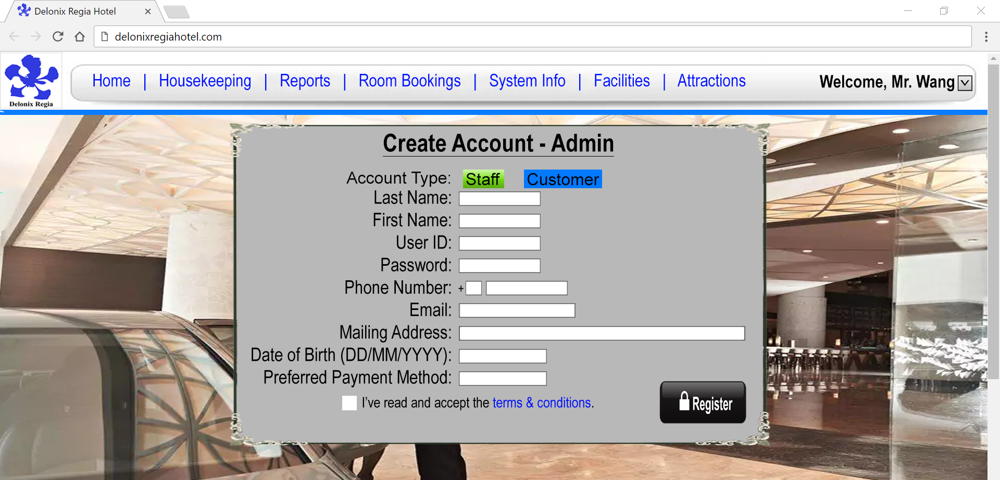 Delonix Regia Hotel
delonixregiahotel.com
Delonix Regia
Home | Housekeeping | Reports | Room Bookings | System Info | Facilities | Attractions
Welcome, Mr. Wang
Create Account - Admin
Account Type: Staff Customer
Last Name:
First Name:
User ID:
Password:
Phone Number: +
Email:
Mailing Address:
Date of Birth (DD/MM/YYYY):
Preferred Payment Method:
I've read and accept the terms & conditions.
Register